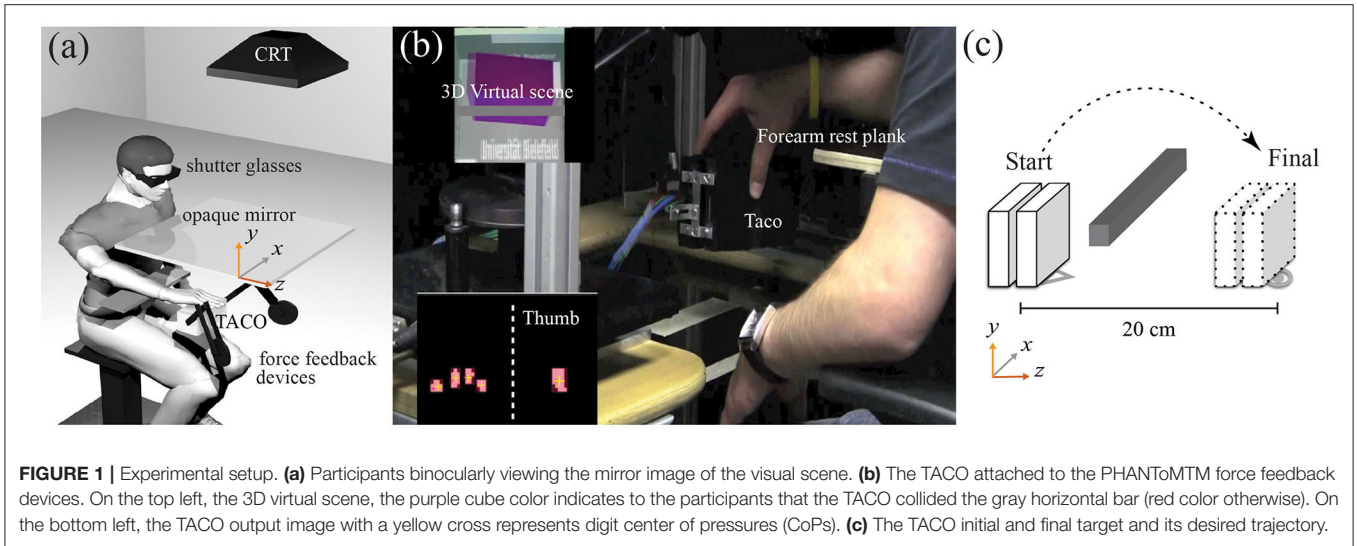 (a)
CRT
shutter glasses
opaque mirror
y
x
z
TACO
force feedback
devices
(b)
3D Virtual scene
Universität Bielefeld
Forearm rest plank
Taco
Thumb
(c)
Start
Final
20 cm
y
x
z
FIGURE 1 | Experimental setup. (a) Participants binocularly viewing the mirror image of the visual scene. (b) The TACO attached to the PHANToMTM force feedback
devices. On the top left, the 3D virtual scene, the purple cube color indicates to the participants that the TACO collided the gray horizontal bar (red color otherwise). On
the bottom left, the TACO output image with a yellow cross represents digit center of pressures (CoPs). (c) The TACO initial and final target and its desired trajectory.